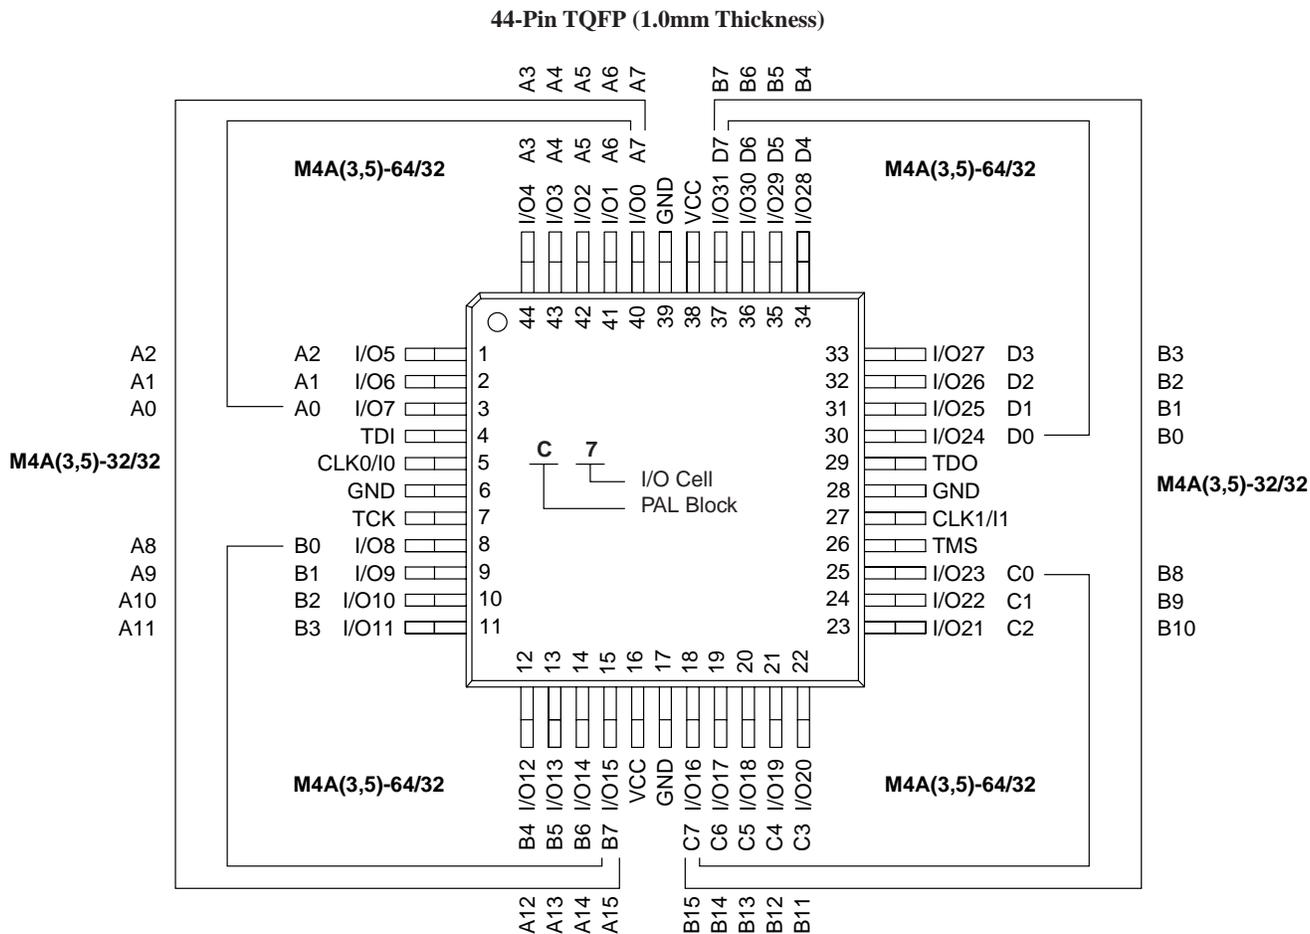 44-Pin TQFP (1.0mm Thickness)
A3 A4 A5 A6 A7 B7 B6 B5 B4
A3 A4 A5 A6 A7 D7 D6 D5 D4
M4A(3,5)-64/32 M4A(3,5)-64/32
I/O4 I/O3 I/O2 I/O1 I/O0 GND VCC I/O31 I/O30 I/O29 I/O28
44 43 42 41 40 39 38 37 36 35 34
A2 A2 I/O5 1 33 I/O27 D3 B3
A1 A1 I/O6 2 32 I/O26 D2 B2
A0 A0 I/O7 3 31 I/O25 D1 B1
TDI 4 30 I/O24 D0 B0
M4A(3,5)-32/32 CLK0/I0 5 C 7 29 TDO
I/O Cell
GND 6 28 GND M4A(3,5)-32/32
PAL Block
TCK 7 27 CLK1/I1
A8 B0 I/O8 8 26 TMS
A9 B1 I/O9 9 25 I/O23 C0 B8
A10 B2 I/O10 10 24 I/O22 C1 B9
A11 B3 I/O11 11 23 I/O21 C2 B10
12 13 14 15 16 17 18 19 20 21 22
I/O12 I/O13 I/O14 I/O15 VCC GND I/O16 I/O17 I/O18 I/O19 I/O20
M4A(3,5)-64/32 M4A(3,5)-64/32
B4 B5 B6 B7 C7 C6 C5 C4 C3
A12 A13 A14 A15 B15 B14 B13 B12 B11